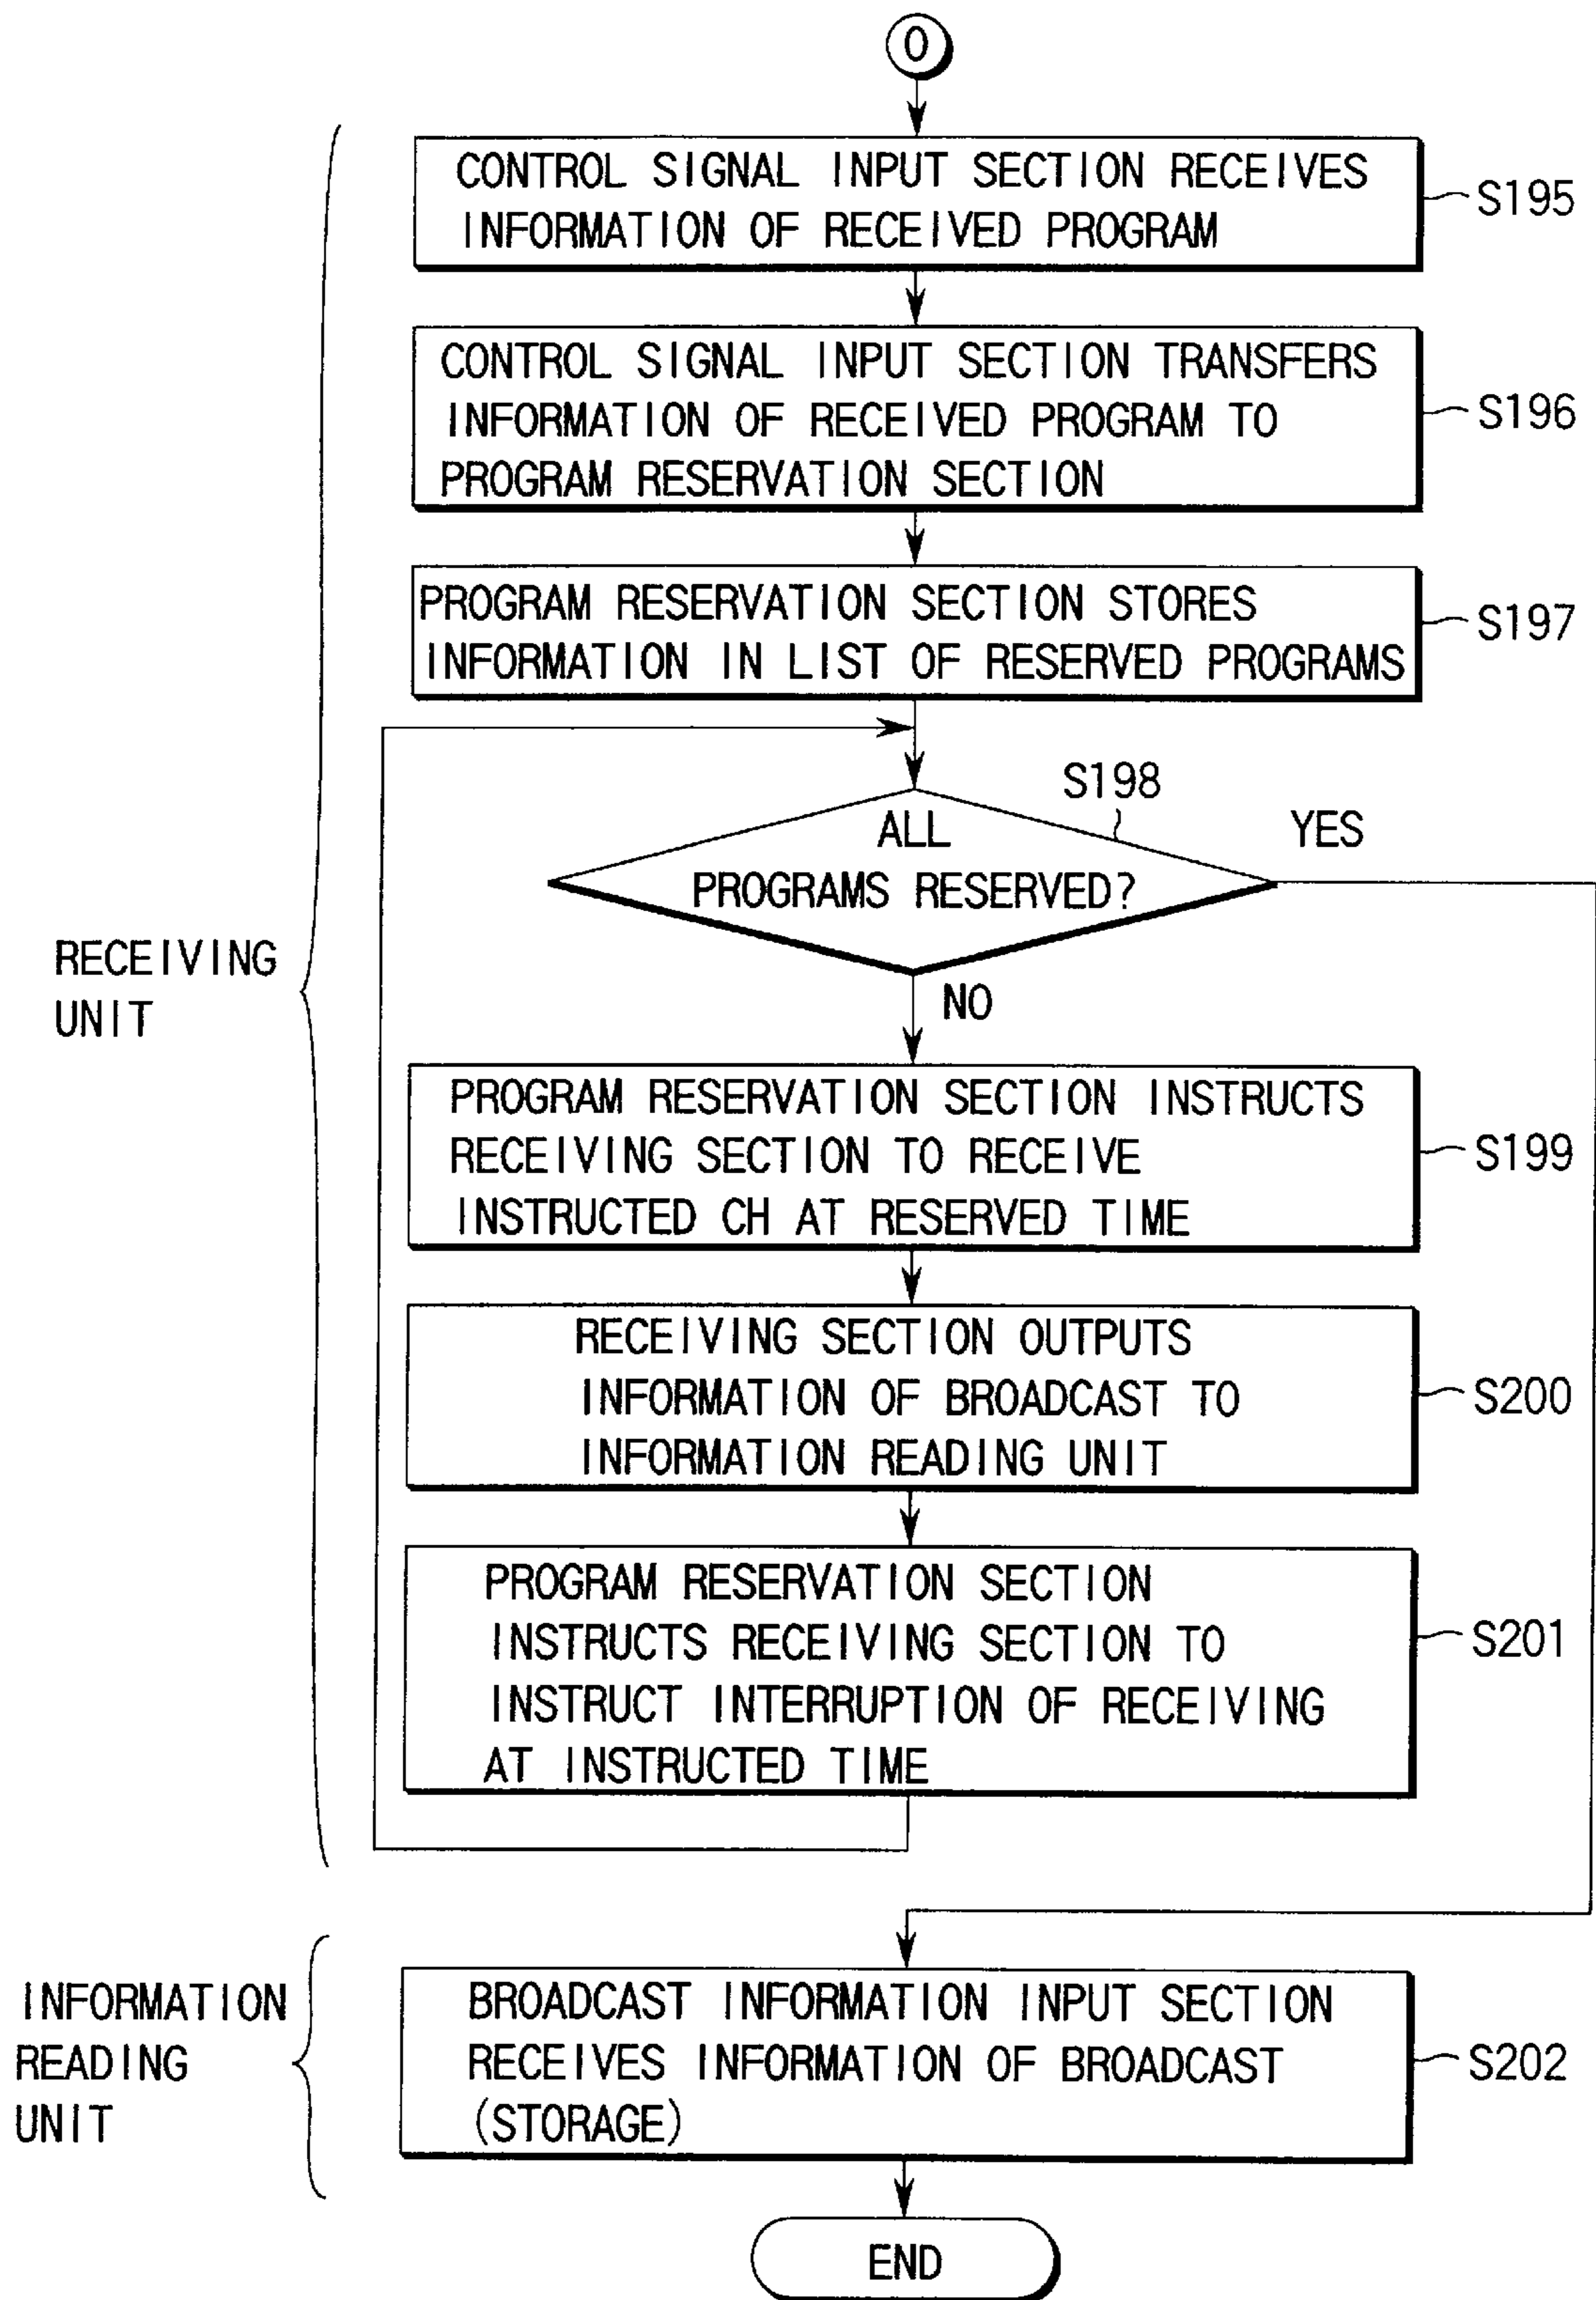 O
CONTROL SIGNAL INPUT SECTION RECEIVES
INFORMATION OF RECEIVED PROGRAM
S195
CONTROL SIGNAL INPUT SECTION TRANSFERS
INFORMATION OF RECEIVED PROGRAM TO
PROGRAM RESERVATION SECTION
S196
PROGRAM RESERVATION SECTION STORES
INFORMATION IN LIST OF RESERVED PROGRAMS
S197
S198
ALL
PROGRAMS RESERVED?
YES
NO
RECEIVING
UNIT
PROGRAM RESERVATION SECTION INSTRUCTS
RECEIVING SECTION TO RECEIVE
INSTRUCTED CH AT RESERVED TIME
S199
RECEIVING SECTION OUTPUTS
INFORMATION OF BROADCAST TO
INFORMATION READING UNIT
S200
PROGRAM RESERVATION SECTION
INSTRUCTS RECEIVING SECTION TO
INSTRUCT INTERRUPTION OF RECEIVING
AT INSTRUCTED TIME
S201
INFORMATION
READING
UNIT
BROADCAST INFORMATION INPUT SECTION
RECEIVES INFORMATION OF BROADCAST
(STORAGE)
S202
END